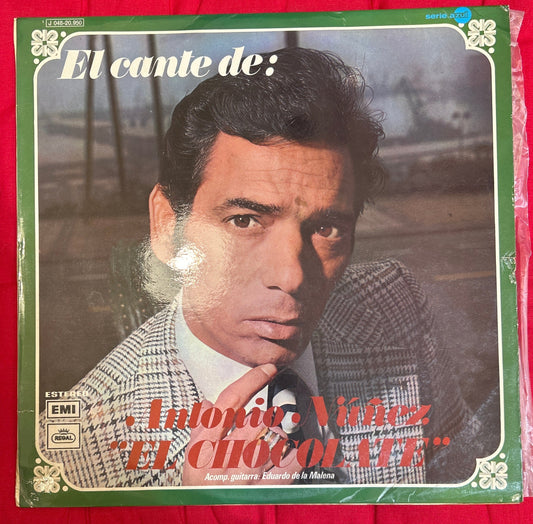 1 J 048-20.950
serie azul
El cante de:
ESTEREO
EMI
REGAL
Antonio Núñez
"EL CHOCOLATE"
Acomp. guitarra: Eduardo de la Malena